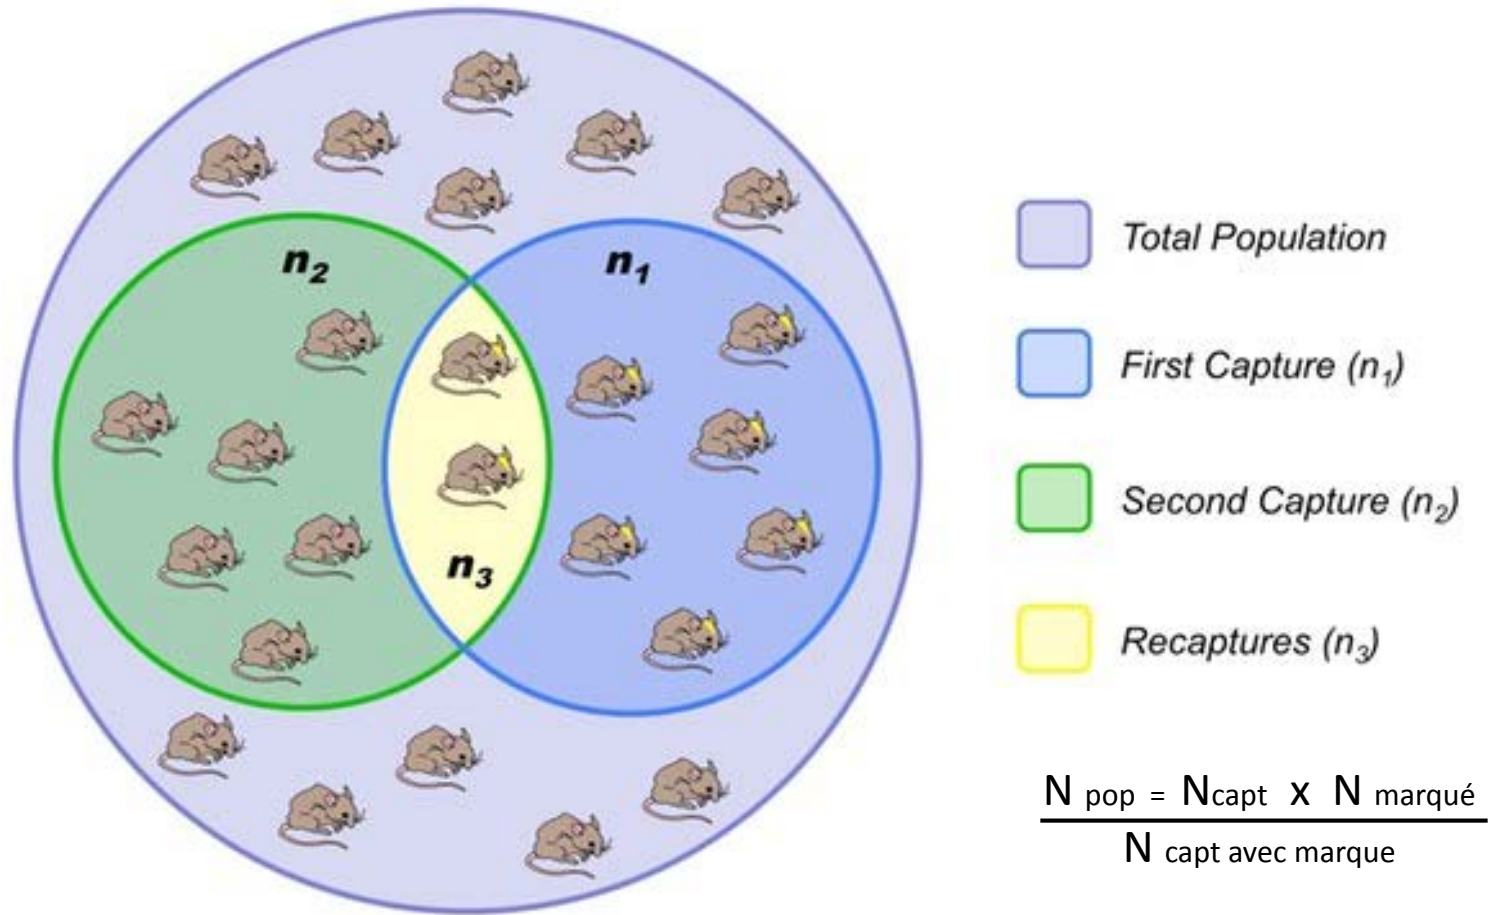 n₂
n₁
n₃
Total Population
First Capture (n₁)
Second Capture (n₂)
Recaptures (n₃)
N pop = Ncapt x N marqué
N capt avec marque